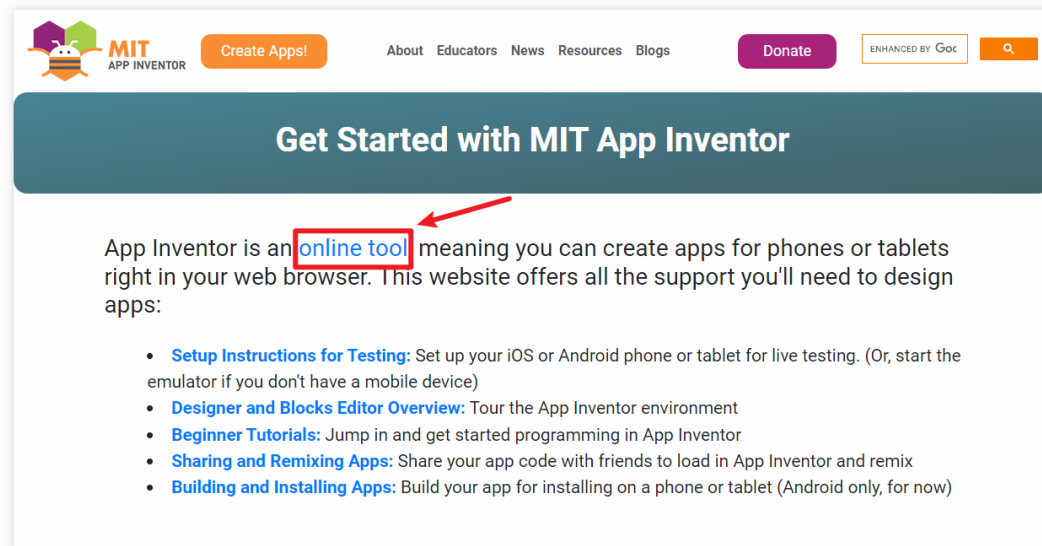 MIT
APP INVENTOR
Create Apps!
About Educators News Resources Blogs
Donate
ENHANCED BY Goo
Get Started with MIT App Inventor
App Inventor is an online tool, meaning you can create apps for phones or tablets
right in your web browser. This website offers all the support you'll need to design
apps:
• Setup Instructions for Testing: Set up your iOS or Android phone or tablet for live testing. (Or, start the
emulator if you don't have a mobile device)
• Designer and Blocks Editor Overview: Tour the App Inventor environment
• Beginner Tutorials: Jump in and get started programming in App Inventor
• Sharing and Remixing Apps: Share your app code with friends to load in App Inventor and remix
• Building and Installing Apps: Build your app for installing on a phone or tablet (Android only, for now)